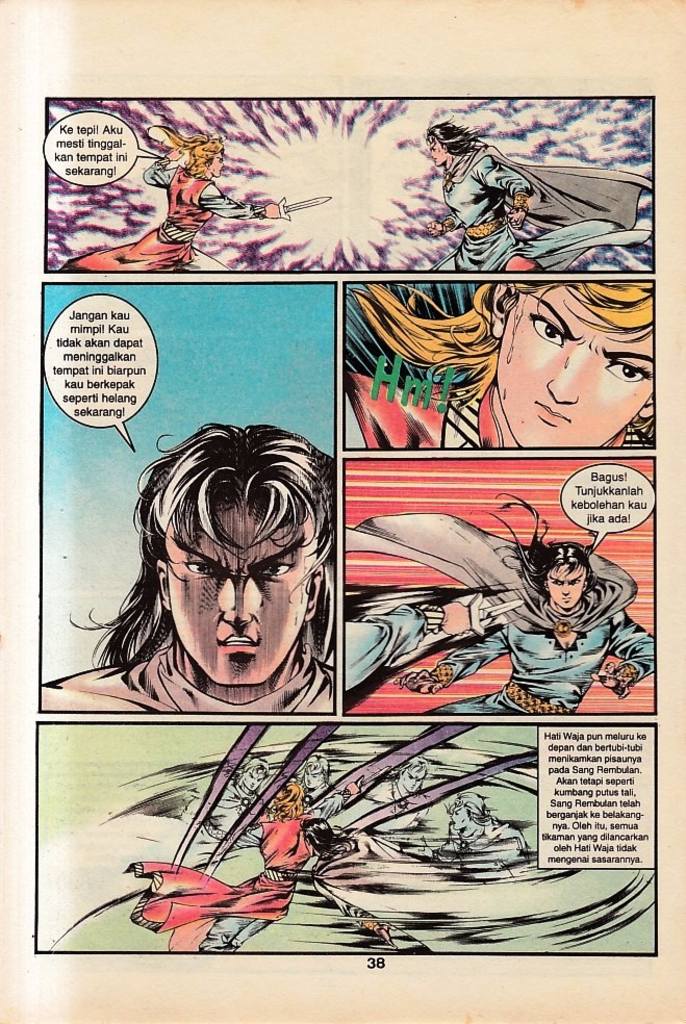 Ke tepi! Aku
mesti tinggal-
kan tempat ini
sekarang!
Jangan kau
mimpi! Kau
tidak akan dapat
meninggalkan
tempat ini biarpun
kau berkepak
seperti helang
sekarang!
Hm!
Bagus!
Tunjukkanlah
kebolehan kau
jika ada!
Hati Waja pun meluru ke
depan dan bertubi-tubi
menikamkan pisaunya
pada Sang Rembulan.
Akan tetapi seperti
kumbang putus tali,
Sang Rembulan telah
berganjak ke belakang-
nya. Oleh itu, semua
tikaman yang dilancarkan
oleh Hati Waja tidak
mengenai sasarannya.
38